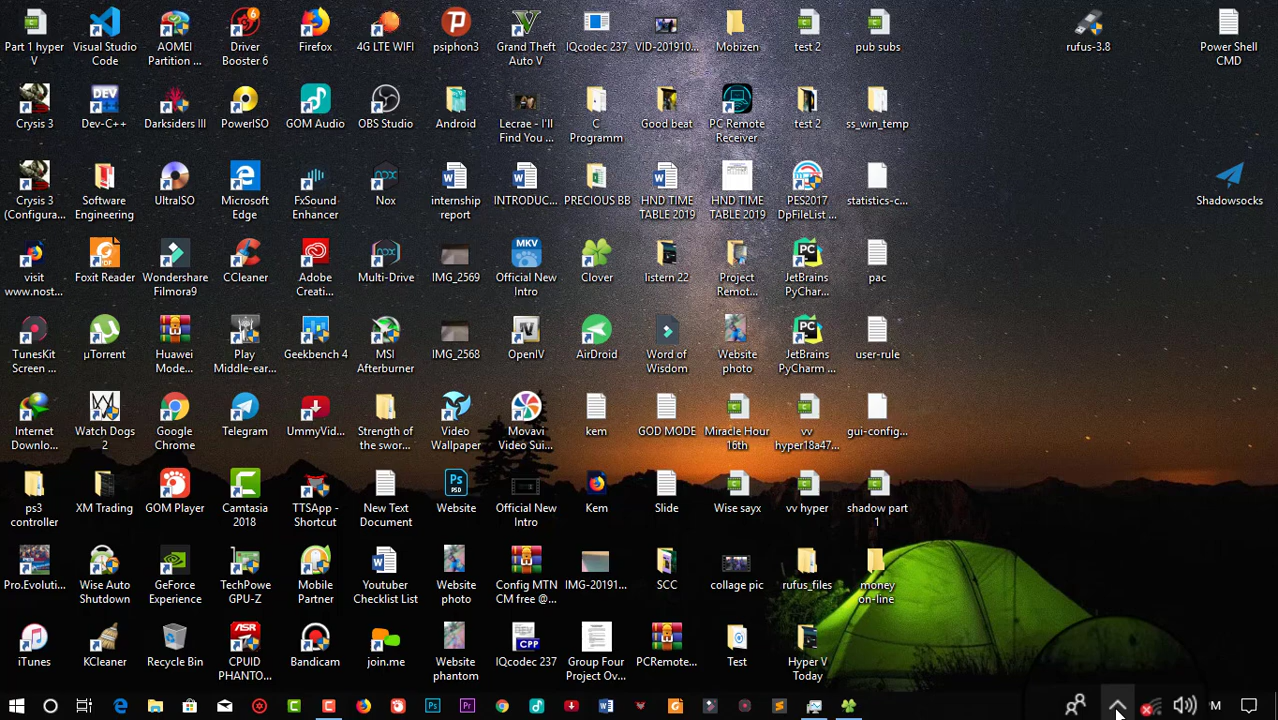 Part 1 hyper
V
Visual Studio
Code
AOMEI
Partition ...
Driver
Booster 6
Firefox
4G LTE WIFI
psiphon3
Grand Theft
Auto V
IQcodec 237
VID-201910...
Mobizen
test 2
pub subs
rufus-3.8
Power Shell
CMD
Crysis 3
Dev-C++
Darksiders III
PowerISO
GOM Audio
OBS Studio
Android
Lecrae - I'll
Find You ...
C
Programm
Good beat
PC Remote
Receiver
test 2
ss_win_temp
Crysis 3
(Configura...
Software
Engineering
UltraISO
Microsoft
Edge
FxSound
Enhancer
Nox
internship
report
INTRODUC...
PRECIOUS BB
HND TIME
TABLE 2019
HND TIME
TABLE 2019
PES2017
DpFileList ...
statistics-c...
Shadowsocks
visit
www.nost...
Foxit Reader
Wondershare
Filmora9
CCleaner
Adobe
Creati...
Multi-Drive
IMG_2569
Official New
Intro
Clover
listern 22
Project
Remot...
JetBrains
PyChar...
pac
TunesKit
Screen ...
µTorrent
Huawei
Mode...
Play
Middle-ear...
Geekbench 4
MSI
Afterburner
IMG_2568
OpenIV
AirDroid
Word of
Wisdom
Website
photo
JetBrains
PyCharm ...
user-rule
Internet
Downlo...
Watch Dogs
2
Google
Chrome
Telegram
UmmyVid...
Strength of
the swor...
Video
Wallpaper
Movavi
Video Sui...
kem
GOD MODE
Miracle Hour
16th
vv
hyper18a47...
gui-config...
ps3
controller
XM Trading
GOM Player
Camtasia
2018
TTSApp -
Shortcut
New Text
Document
Website
Official New
Intro
Kem
Slide
Wise sayx
vv hyper
shadow part
1
Pro.Evoluti...
Wise Auto
Shutdown
GeForce
Experience
TechPowe
GPU-Z
Mobile
Partner
Youtuber
Checklist List
Website
photo
Config MTN
CM free @...
IMG-20191...
SCC
collage pic
rufus_files
money
on-line
iTunes
KCleaner
Recycle Bin
CPUID
PHANTO...
Bandicam
join.me
Website
phantom
IQcodec 237
Group Four
Project Ov...
PCRemote...
Test
Hyper V
Today
M